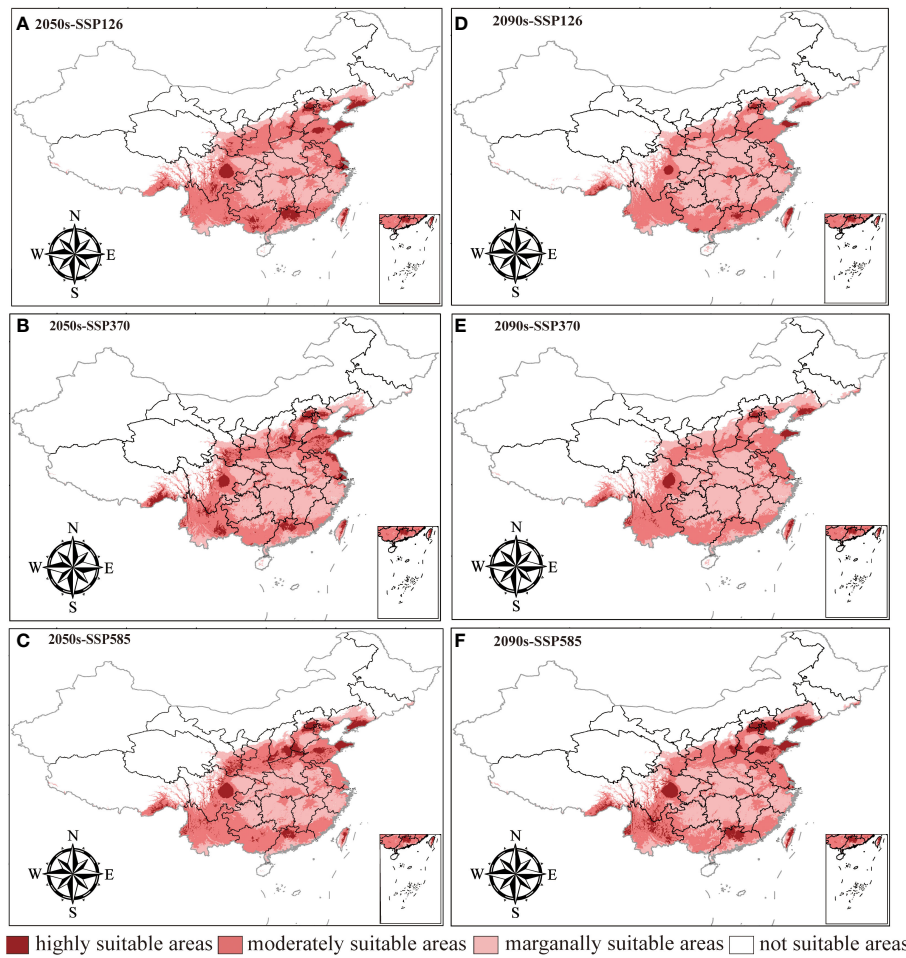 A 2050s-SSP126
N
W E
S
D 2090s-SSP126
N
W E
S
B 2050s-SSP370
N
W E
S
E 2090s-SSP370
N
W E
S
C 2050s-SSP585
N
W E
S
F 2090s-SSP585
N
W E
S
highly suitable areas moderately suitable areas marganally suitable areas not suitable areas